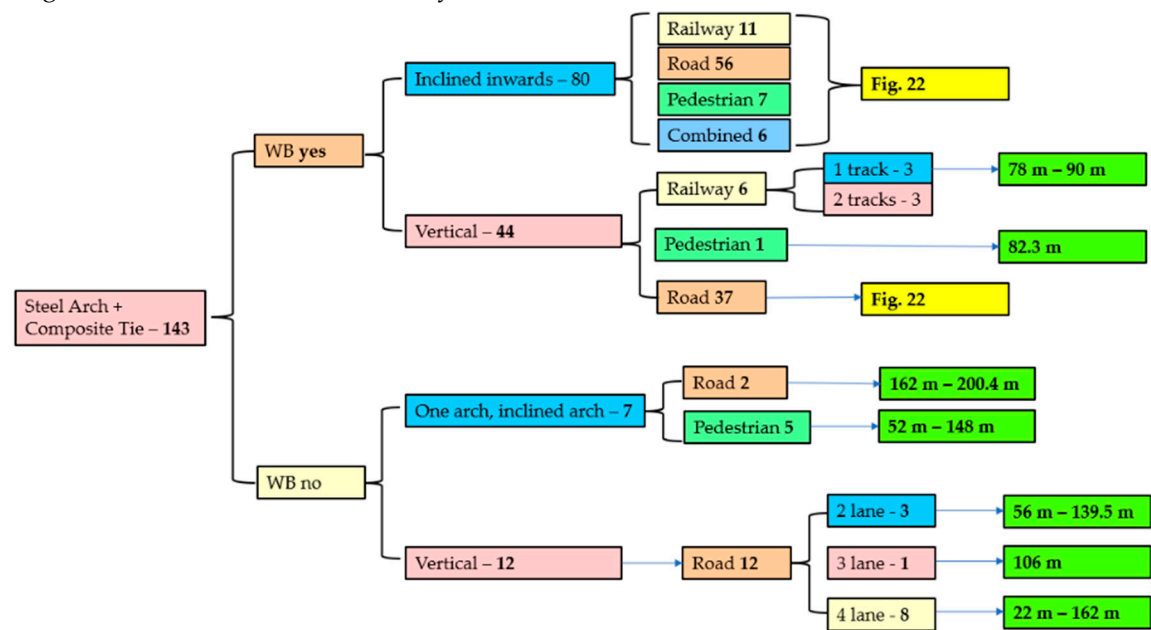 Railway 11
Road 56
Pedestrian 7
Combined 6
Inclined inwards – 80
Fig. 22
WB yes
1 track - 3
2 tracks - 3
78 m – 90 m
Railway 6
Vertical – 44
Pedestrian 1
82.3 m
Road 37
Fig. 22
Steel Arch +
Composite Tie – 143
Road 2
162 m – 200.4 m
One arch, inclined arch – 7
Pedestrian 5
52 m – 148 m
WB no
2 lane - 3
56 m – 139.5 m
Vertical – 12
Road 12
3 lane - 1
106 m
4 lane - 8
22 m – 162 m